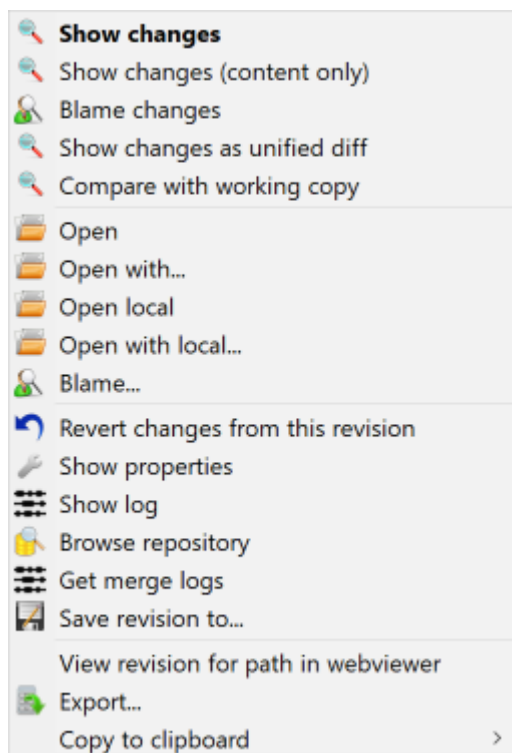 Show changes
Show changes (content only)
Blame changes
Show changes as unified diff
Compare with working copy
Open
Open with...
Open local
Open with local...
Blame...
Revert changes from this revision
Show properties
Show log
Browse repository
Get merge logs
Save revision to...
View revision for path in webviewer
Export...
Copy to clipboard